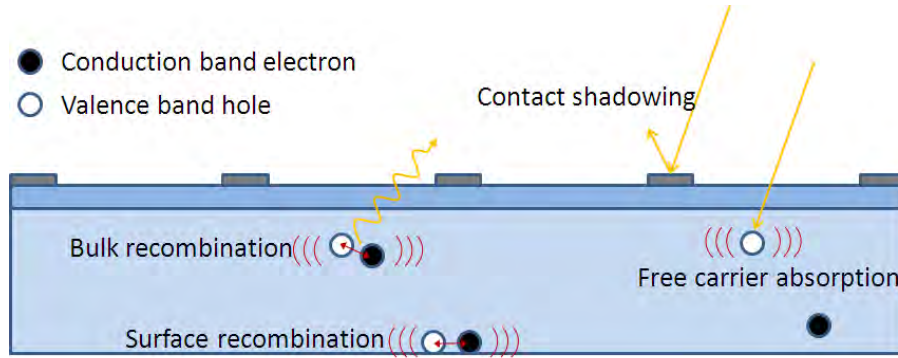 Conduction band electron
Valence band hole
Contact shadowing
Bulk recombination
Free carrier absorption
Surface recombination